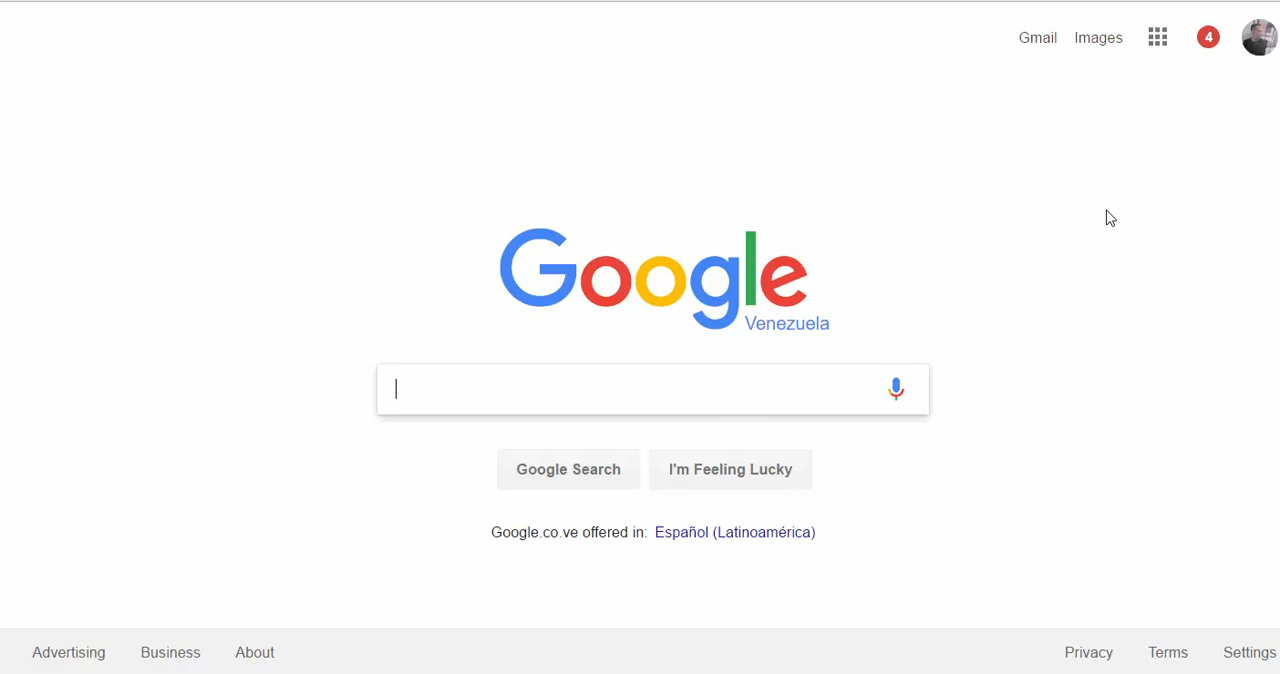 Gmail Images 4
Google
Venezuela
Google Search I'm Feeling Lucky
Google.co.ve offered in: Español (Latinoamérica)
Advertising Business About Privacy Terms Settings